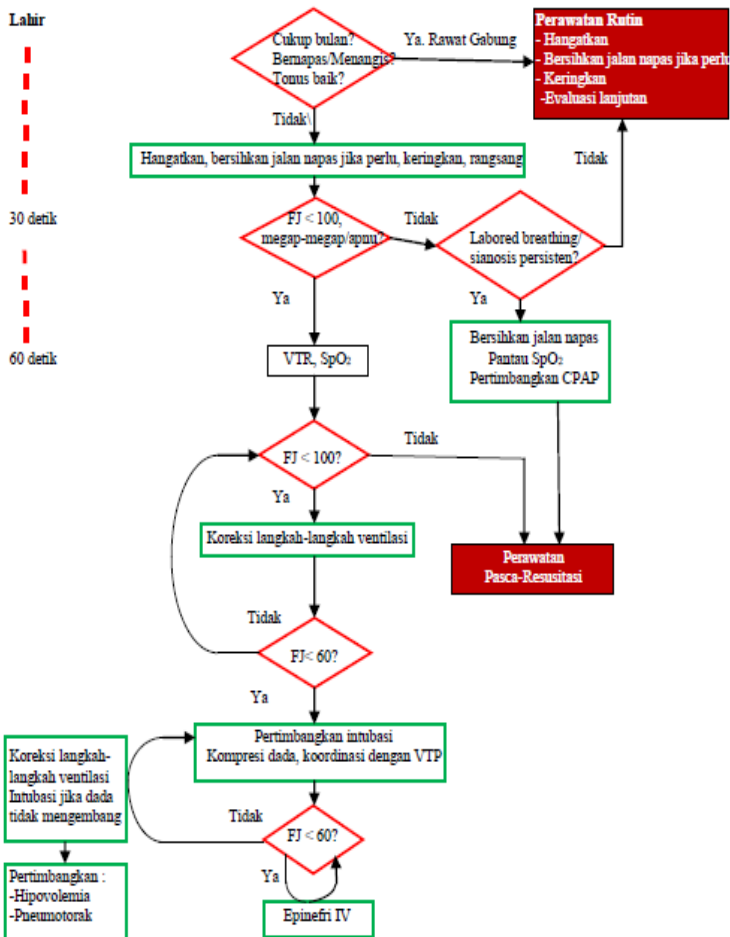 Lahir
Cukup bulan?
Bernapas/Menangis?
Tonus baik?
Ya. Rawat Gabung
Perawatan Rutin
- Hangatkan
- Bersihkan jalan napas jika perlu
- Keringkan
-Evaluasi lanjutan
Tidak\
Hangatkan, bersihkan jalan napas jika perlu, keringkan, rangsang
Tidak
30 detik
FJ < 100,
megap-megap/apnu?
Tidak
Labored breathing/
sianosis persisten?
Ya
Ya
60 detik
VTR, SpO₂
Bersihkan jalan napas
Pantau SpO₂
Pertimbangkan CPAP
FJ < 100?
Tidak
Ya
Koreksi langkah-langkah ventilasi
Perawatan
Pasca-Resusitasi
Tidak
FJ< 60?
Ya
Pertimbangkan intubasi
Kompresi dada, koordinasi dengan VTP
Koreksi langkah-
langkah ventilasi
Intubasi jika dada
tidak mengembang
Tidak
FJ < 60?
Ya
Pertimbangkan :
-Hipovolemia
-Pneumotorak
Epinefri IV